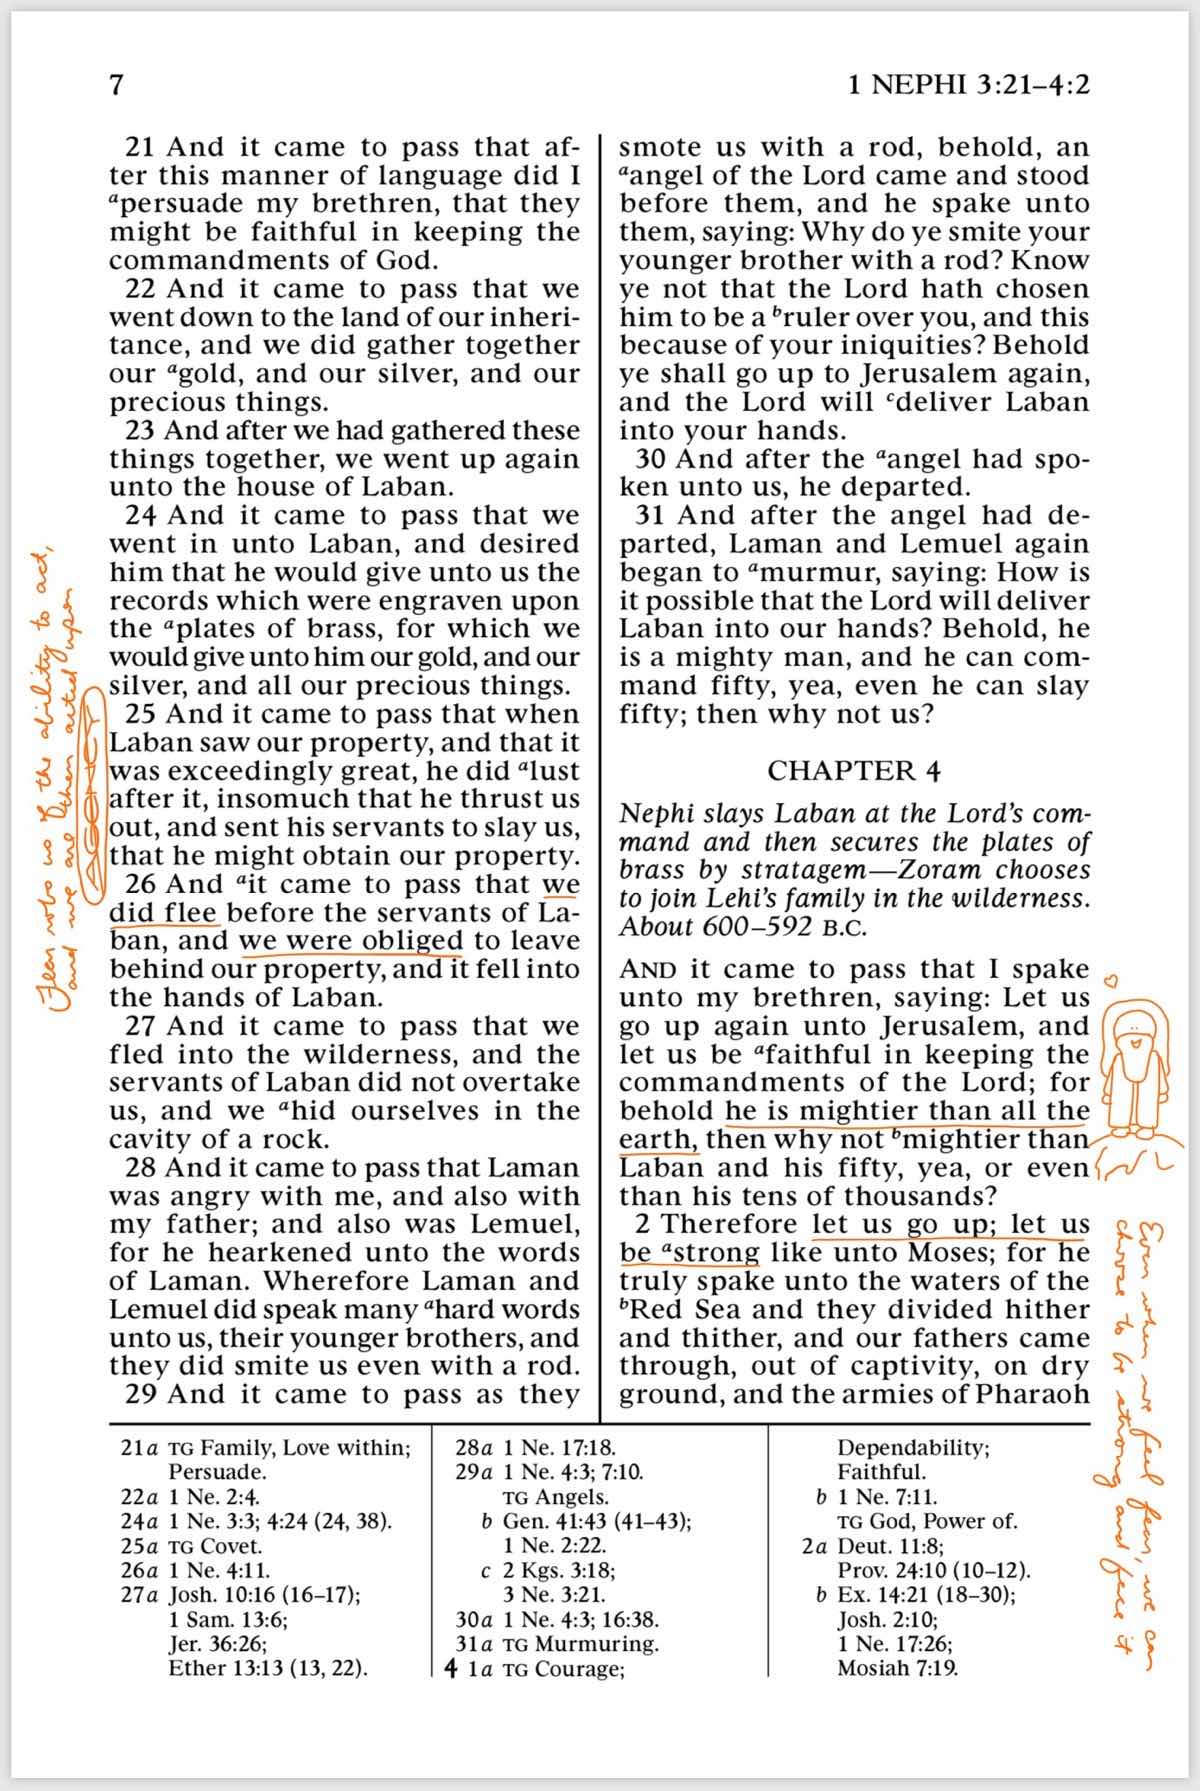 7
1 NEPHI 3:21–4:2
21 And it came to pass that af-
ter this manner of language did I
ᵃpersuade my brethren, that they
might be faithful in keeping the
commandments of God.
22 And it came to pass that we
went down to the land of our inheri-
tance, and we did gather together
our ᵃgold, and our silver, and our
precious things.
23 And after we had gathered these
things together, we went up again
unto the house of Laban.
24 And it came to pass that we
went in unto Laban, and desired
him that he would give unto us the
records which were engraven upon
the ᵃplates of brass, for which we
would give unto him our gold, and our
silver, and all our precious things.
25 And it came to pass that when
Laban saw our property, and that it
was exceedingly great, he did ᵃlust
after it, insomuch that he thrust us
out, and sent his servants to slay us,
that he might obtain our property.
26 And ᵃit came to pass that we
did flee before the servants of La-
ban, and we were obliged to leave
behind our property, and it fell into
the hands of Laban.
27 And it came to pass that we
fled into the wilderness, and the
servants of Laban did not overtake
us, and we ᵃhid ourselves in the
cavity of a rock.
28 And it came to pass that Laman
was angry with me, and also with
my father; and also was Lemuel,
for he hearkened unto the words
of Laman. Wherefore Laman and
Lemuel did speak many ᵃhard words
unto us, their younger brothers, and
they did smite us even with a rod.
29 And it came to pass as they
smote us with a rod, behold, an
ᵃangel of the Lord came and stood
before them, and he spake unto
them, saying: Why do ye smite your
younger brother with a rod? Know
ye not that the Lord hath chosen
him to be a ᵇruler over you, and this
because of your iniquities? Behold
ye shall go up to Jerusalem again,
and the Lord will ᶜdeliver Laban
into your hands.
30 And after the ᵃangel had spo-
ken unto us, he departed.
31 And after the angel had de-
parted, Laman and Lemuel again
began to ᵃmurmur, saying: How is
it possible that the Lord will deliver
Laban into our hands? Behold, he
is a mighty man, and he can com-
mand fifty, yea, even he can slay
fifty; then why not us?
CHAPTER 4
Nephi slays Laban at the Lord’s com-
mand and then secures the plates of
brass by stratagem—Zoram chooses
to join Lehi’s family in the wilderness.
About 600–592 B.C.
AND it came to pass that I spake
unto my brethren, saying: Let us
go up again unto Jerusalem, and
let us be ᵃfaithful in keeping the
commandments of the Lord; for
behold he is mightier than all the
earth, then why not ᵇmightier than
Laban and his fifty, yea, or even
than his tens of thousands?
2 Therefore let us go up; let us
be ᵃstrong like unto Moses; for he
truly spake unto the waters of the
ᵇRed Sea and they divided hither
and thither, and our fathers came
through, out of captivity, on dry
ground, and the armies of Pharaoh
21a TG Family, Love within;
Persuade.
22a 1 Ne. 2:4.
24a 1 Ne. 3:3; 4:24 (24, 38).
25a TG Covet.
26a 1 Ne. 4:11.
27a Josh. 10:16 (16–17);
1 Sam. 13:6;
Jer. 36:26;
Ether 13:13 (13, 22).
28a 1 Ne. 17:18.
29a 1 Ne. 4:3; 7:10.
TG Angels.
b Gen. 41:43 (41–43);
1 Ne. 2:22.
c 2 Kgs. 3:18;
3 Ne. 3:21.
30a 1 Ne. 4:3; 16:38.
31a TG Murmuring.
4 1a TG Courage;
Dependability;
Faithful.
b 1 Ne. 7:11.
TG God, Power of.
2a Deut. 11:8;
Prov. 24:10 (10–12).
b Ex. 14:21 (18–30);
Josh. 2:10;
1 Ne. 17:26;
Mosiah 7:19.
Fear robs us of the ability to act,
and we are then acted upon
AGENCY
Even when we feel fear, we can
choose to be strong and face it